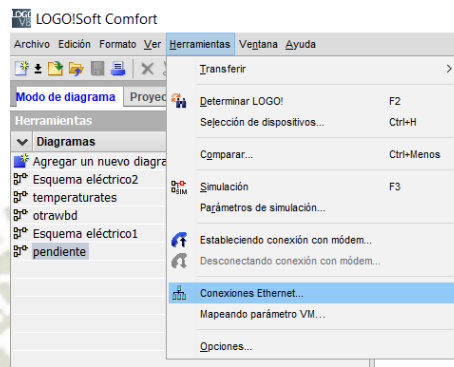 LOGO!Soft Comfort
Archivo Edición Formato Ver Herramientas Ventana Ayuda
Modo de diagrama Proyec
Herramientas
Diagramas
Agregar un nuevo diagra
Esquema eléctrico2
temperaturates
otrawbd
Esquema eléctrico1
pendiente
Transferir
Determinar LOGO! F2
Selección de dispositivos... Ctrl+H
Comparar... Ctrl+Menos
Simulación F3
Parámetros de simulación...
Estableciendo conexión con módem...
Desconectando conexión con módem...
Conexiones Ethernet...
Mapeando parámetro VM...
Opciones...